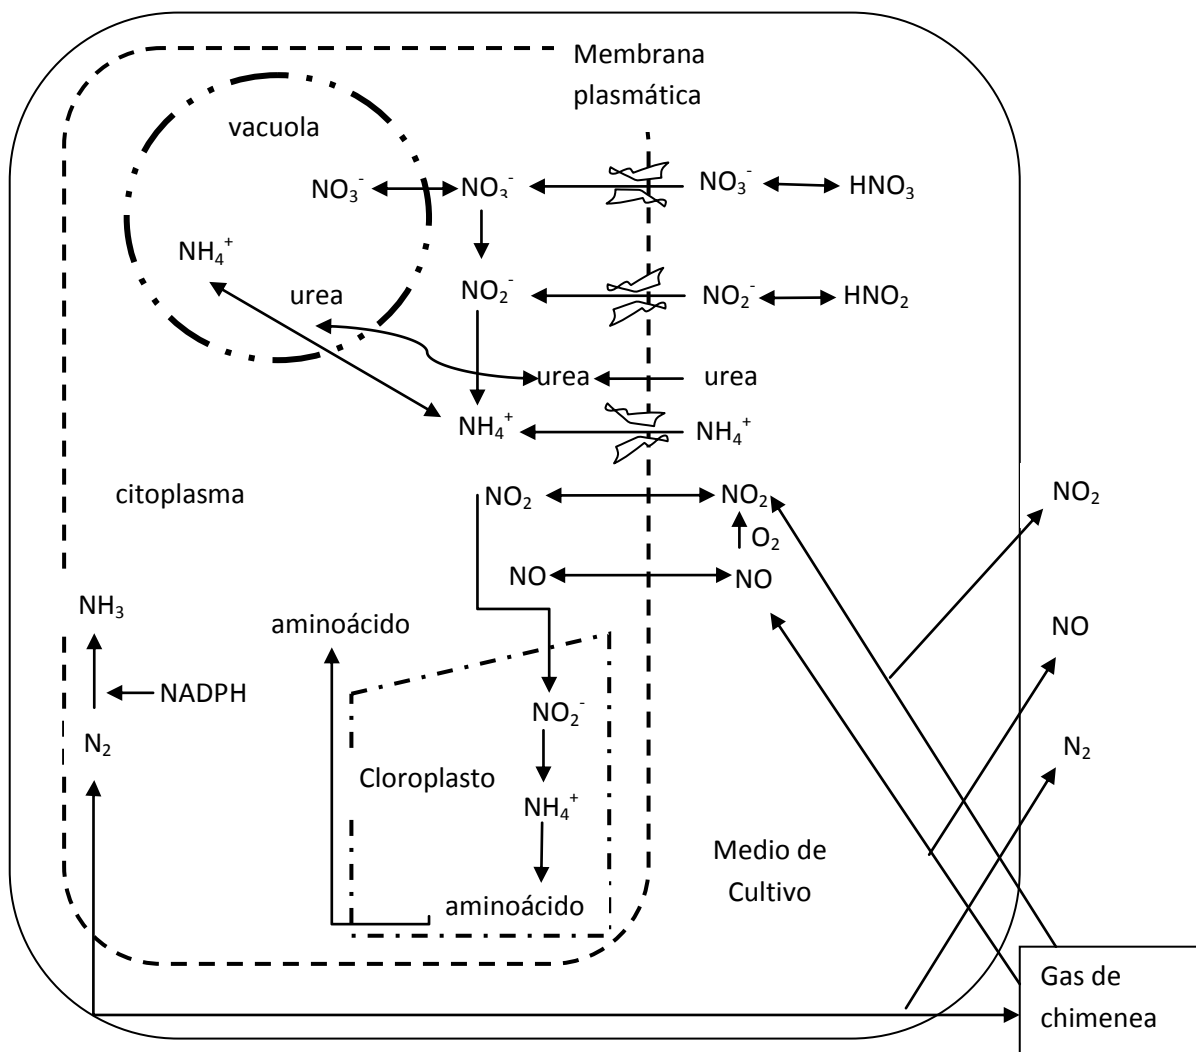 Membrana
plasmática
vacuola
NO₃⁻ NO₃⁻ NO₃⁻ HNO₃
NH₄⁺
urea NO₂⁻ NO₂⁻ HNO₂
urea urea
NH₄⁺ NH₄⁺
citoplasma NO₂ NO₂ NO₂
O₂
NO NO
NH₃ aminoácido NO
NADPH NO₂⁻
N₂ N₂
Cloroplasto
NH₄⁺
Medio de
Cultivo
aminoácido
Gas de
chimenea